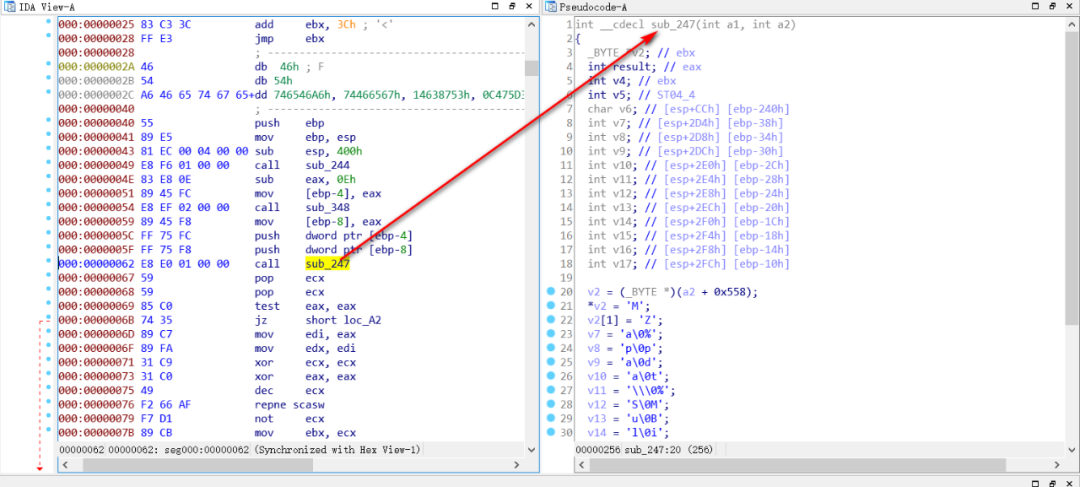 IDA View-A
000:00000025 83 C3 3C add ebx, 3Ch ; '<'
000:00000028 FF E3 jmp ebx
000:00000028 ; ---------------------------------------------
000:0000002A 46 db 46h ; F
000:0000002B 54 db 54h
000:0000002C A6 46 65 74 67 65+dd 746546A6h, 74466567h, 14638753h, 0C475D3
000:00000040 ; ---------------------------------------------
000:00000040 55 push ebp
000:00000041 89 E5 mov ebp, esp
000:00000043 81 EC 00 04 00 00 sub esp, 400h
000:00000049 E8 F6 01 00 00 call sub_244
000:0000004E 83 E8 0E sub eax, 0Eh
000:00000051 89 45 FC mov [ebp-4], eax
000:00000054 E8 EF 02 00 00 call sub_348
000:00000059 89 45 F8 mov [ebp-8], eax
000:0000005C FF 75 FC push dword ptr [ebp-4]
000:0000005F FF 75 F8 push dword ptr [ebp-8]
000:00000062 E8 E0 01 00 00 call sub_247
000:00000067 59 pop ecx
000:00000068 59 pop ecx
000:00000069 85 C0 test eax, eax
000:0000006B 74 35 jz short loc_A2
000:0000006D 89 C7 mov edi, eax
000:0000006F 89 FA mov edx, edi
000:00000071 31 C9 xor ecx, ecx
000:00000073 31 C0 xor eax, eax
000:00000075 49 dec ecx
000:00000076 F2 66 AF repne scasw
000:00000079 F7 D1 not ecx
000:0000007B 89 CB mov ebx, ecx
00000062 00000062: seg000:00000062 (Synchronized with Hex View-1)
Pseudocode-A
1 int __cdecl sub_247(int a1, int a2)
2 {
3 _BYTE *v2; // ebx
4 int result; // eax
5 int v4; // ebx
6 int v5; // ST04_4
7 char v6; // [esp+CCh] [ebp-240h]
8 int v7; // [esp+2D4h] [ebp-38h]
9 int v8; // [esp+2D8h] [ebp-34h]
10 int v9; // [esp+2DCh] [ebp-30h]
11 int v10; // [esp+2E0h] [ebp-2Ch]
12 int v11; // [esp+2E4h] [ebp-28h]
13 int v12; // [esp+2E8h] [ebp-24h]
14 int v13; // [esp+2ECh] [ebp-20h]
15 int v14; // [esp+2F0h] [ebp-1Ch]
16 int v15; // [esp+2F4h] [ebp-18h]
17 int v16; // [esp+2F8h] [ebp-14h]
18 int v17; // [esp+2FCh] [ebp-10h]
19
20 v2 = (_BYTE *)(a2 + 0x558);
21 *v2 = 'M';
22 v2[1] = 'Z';
23 v7 = 'a\0%';
24 v8 = 'p\0p';
25 v9 = 'a\0d';
26 v10 = 'a\0t';
27 v11 = '\\\0%';
28 v12 = 'S\0M';
29 v13 = 'u\0B';
30 v14 = 'l\0i';
00000256 sub_247:20 (256)